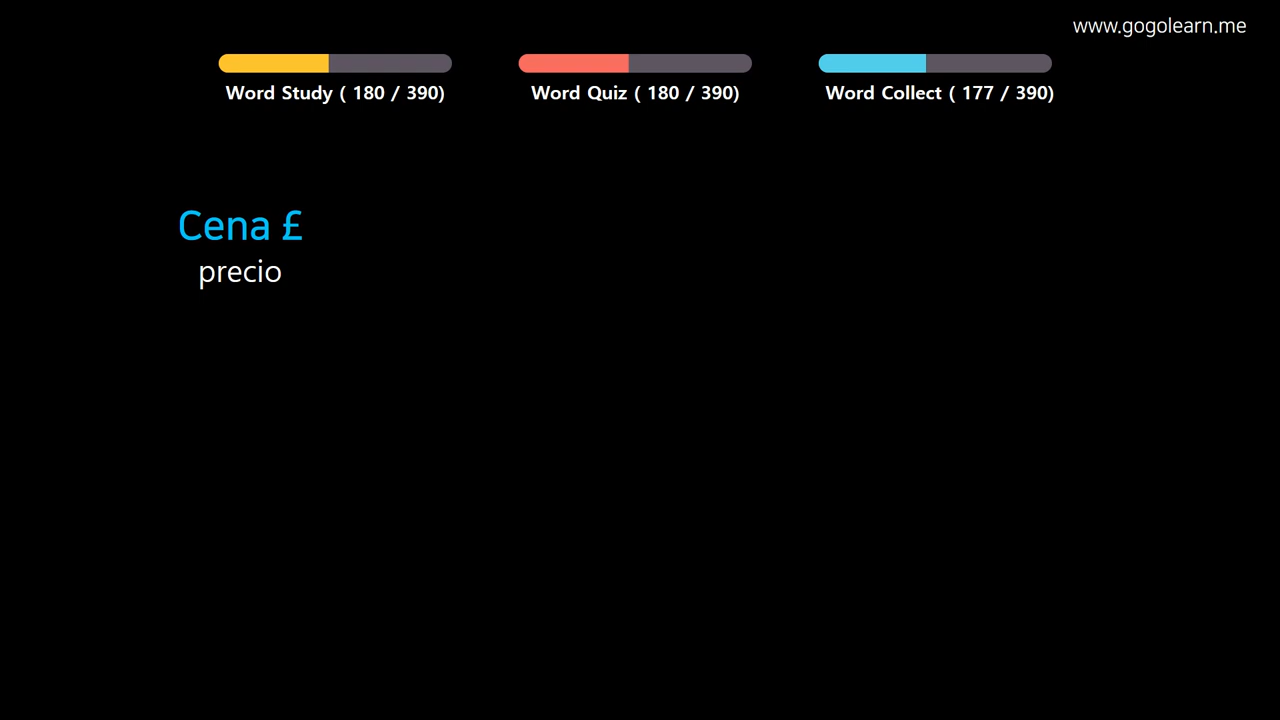 www.gogolearn.me
Word Study ( 180 / 390)
Word Quiz ( 180 / 390)
Word Collect ( 177 / 390)
Cena £
precio